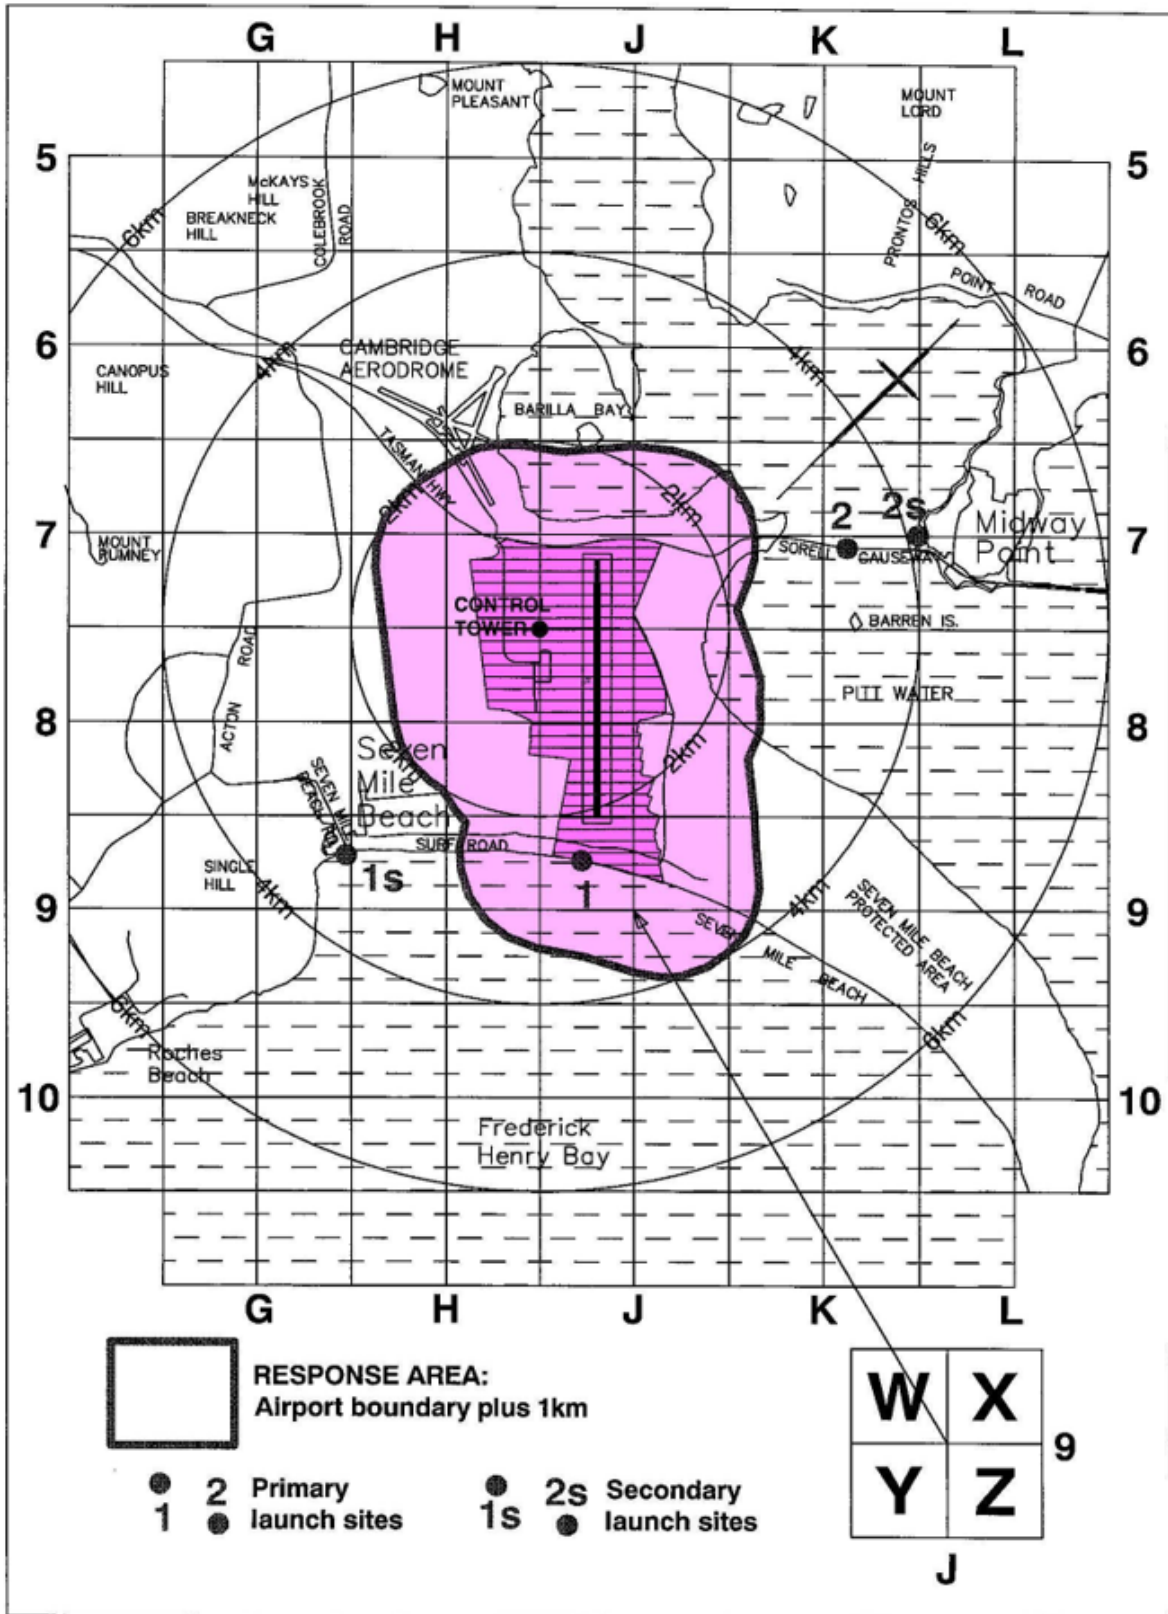 G H J K L
MOUNT
PLEASANT
MOUNT
LORD
5 5
McKAYS
HILL
BREAKNECK
HILL
COLEBROOK
ROAD
PRONTOS HILLS
6km
6km
POINT ROAD
6 6
CAMBRIDGE
AERODROME
4km
4km
CANOPUS
HILL
BARILLA BAY
TASMAN HWY
2km
2km
2 2s
Midway
Point
7 7
MOUNT
RUMNEY
SORELL CAUSEWAY
CONTROL
TOWER
BARREN IS.
ACTON ROAD
PITT WATER
8 8
Seven
Mile
Beach
2km
2km
SEVEN MILE
BEACH RD
SURF ROAD
SINGLE
HILL
1s
1
4km
4km
SEVEN MILE BEACH
PROTECTED AREA
9 9
SEVEN MILE BEACH
6km
6km
Roches
Beach
10 10
Frederick
Henry Bay
G H J K L
RESPONSE AREA:
Airport boundary plus 1km
W X
9
Y Z
J
1 2 Primary
launch sites
1s 2s Secondary
launch sites